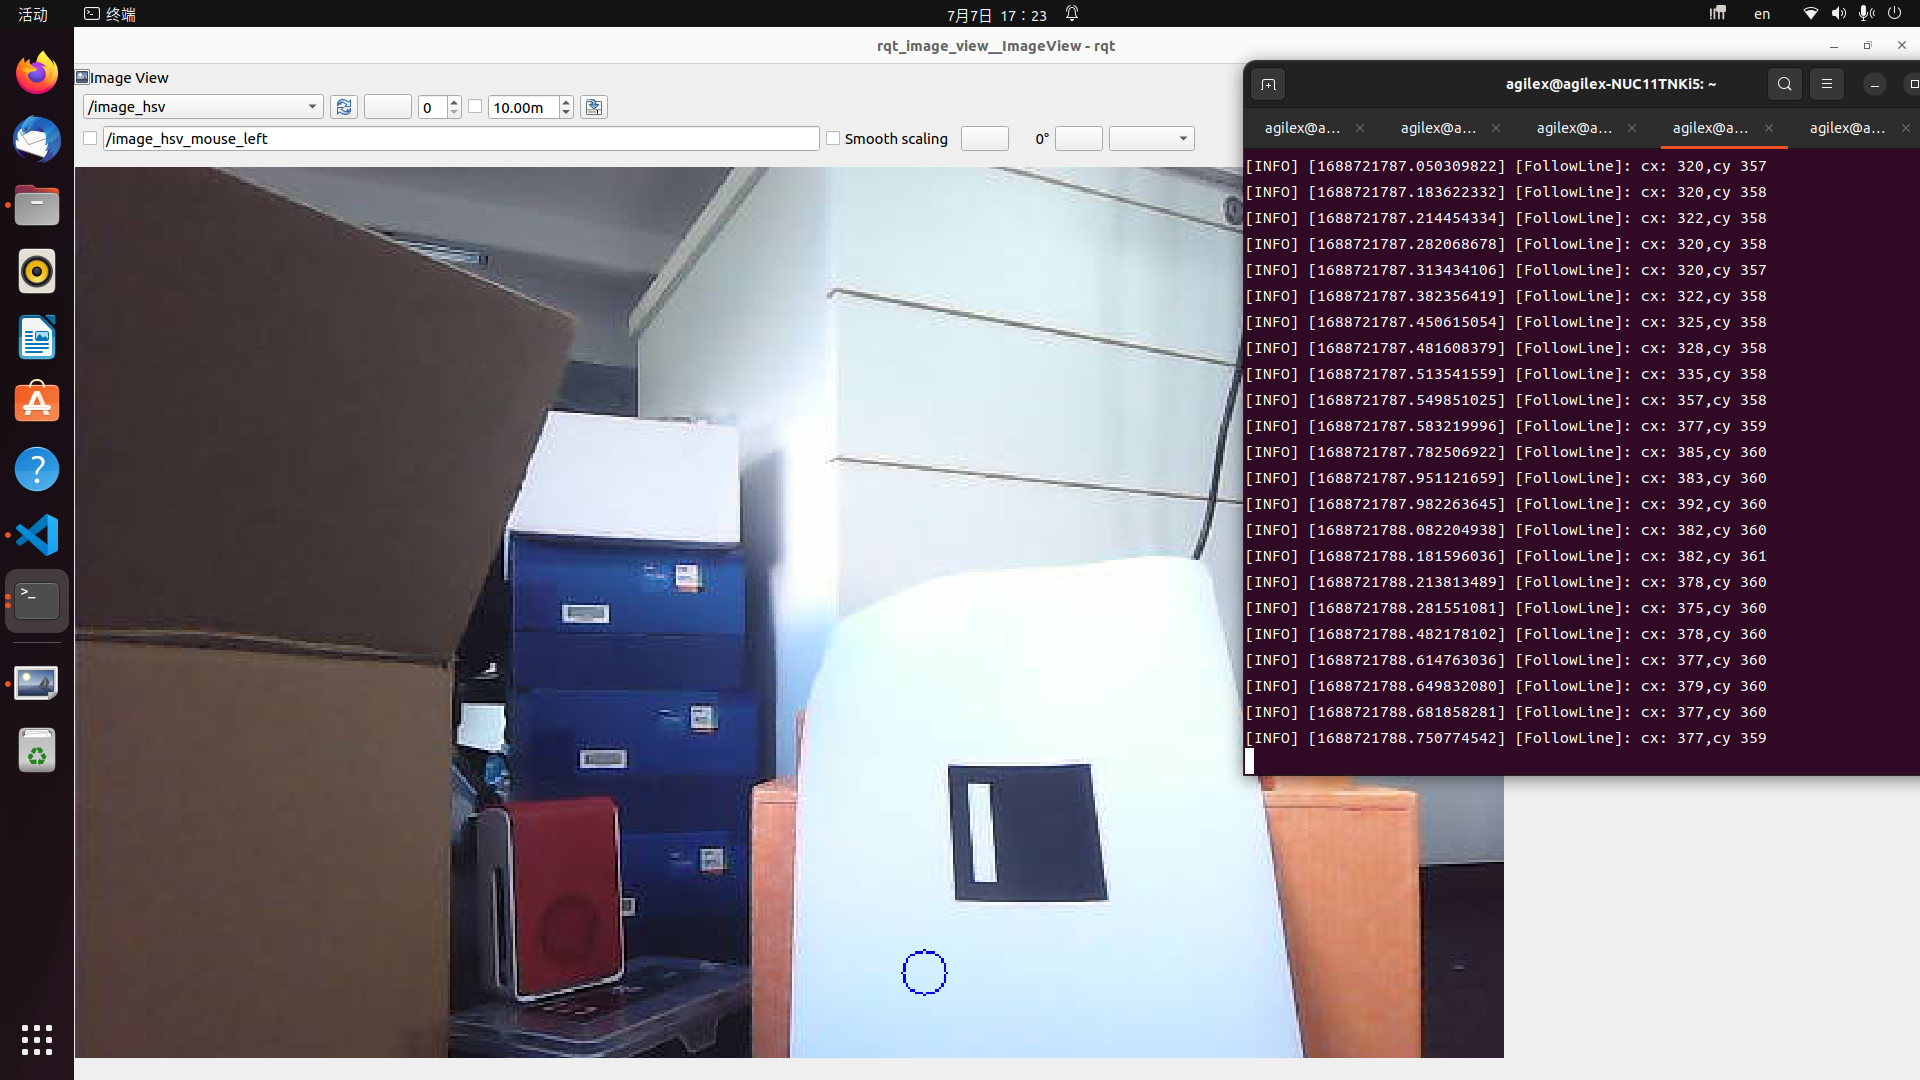 活动 终端 7月7日 17：23 en
rqt_image_view__ImageView - rqt
Image View
/image_hsv 0 10.00m
/image_hsv_mouse_left Smooth scaling 0°
agilex@agilex-NUC11TNKi5: ~
agilex@a... agilex@a... agilex@a... agilex@a... agilex@a...
[INFO] [1688721787.050309822] [FollowLine]: cx: 320,cy 357
[INFO] [1688721787.183622332] [FollowLine]: cx: 320,cy 358
[INFO] [1688721787.214454334] [FollowLine]: cx: 322,cy 358
[INFO] [1688721787.282068678] [FollowLine]: cx: 320,cy 358
[INFO] [1688721787.313434106] [FollowLine]: cx: 320,cy 357
[INFO] [1688721787.382356419] [FollowLine]: cx: 322,cy 358
[INFO] [1688721787.450615054] [FollowLine]: cx: 325,cy 358
[INFO] [1688721787.481608379] [FollowLine]: cx: 328,cy 358
[INFO] [1688721787.513541559] [FollowLine]: cx: 335,cy 358
[INFO] [1688721787.549851025] [FollowLine]: cx: 357,cy 358
[INFO] [1688721787.583219996] [FollowLine]: cx: 377,cy 359
[INFO] [1688721787.782506922] [FollowLine]: cx: 385,cy 360
[INFO] [1688721787.951121659] [FollowLine]: cx: 383,cy 360
[INFO] [1688721787.982263645] [FollowLine]: cx: 392,cy 360
[INFO] [1688721788.082204938] [FollowLine]: cx: 382,cy 360
[INFO] [1688721788.181596036] [FollowLine]: cx: 382,cy 361
[INFO] [1688721788.213813489] [FollowLine]: cx: 378,cy 360
[INFO] [1688721788.281551081] [FollowLine]: cx: 375,cy 360
[INFO] [1688721788.482178102] [FollowLine]: cx: 378,cy 360
[INFO] [1688721788.614763036] [FollowLine]: cx: 377,cy 360
[INFO] [1688721788.649832080] [FollowLine]: cx: 379,cy 360
[INFO] [1688721788.681858281] [FollowLine]: cx: 377,cy 360
[INFO] [1688721788.750774542] [FollowLine]: cx: 377,cy 359